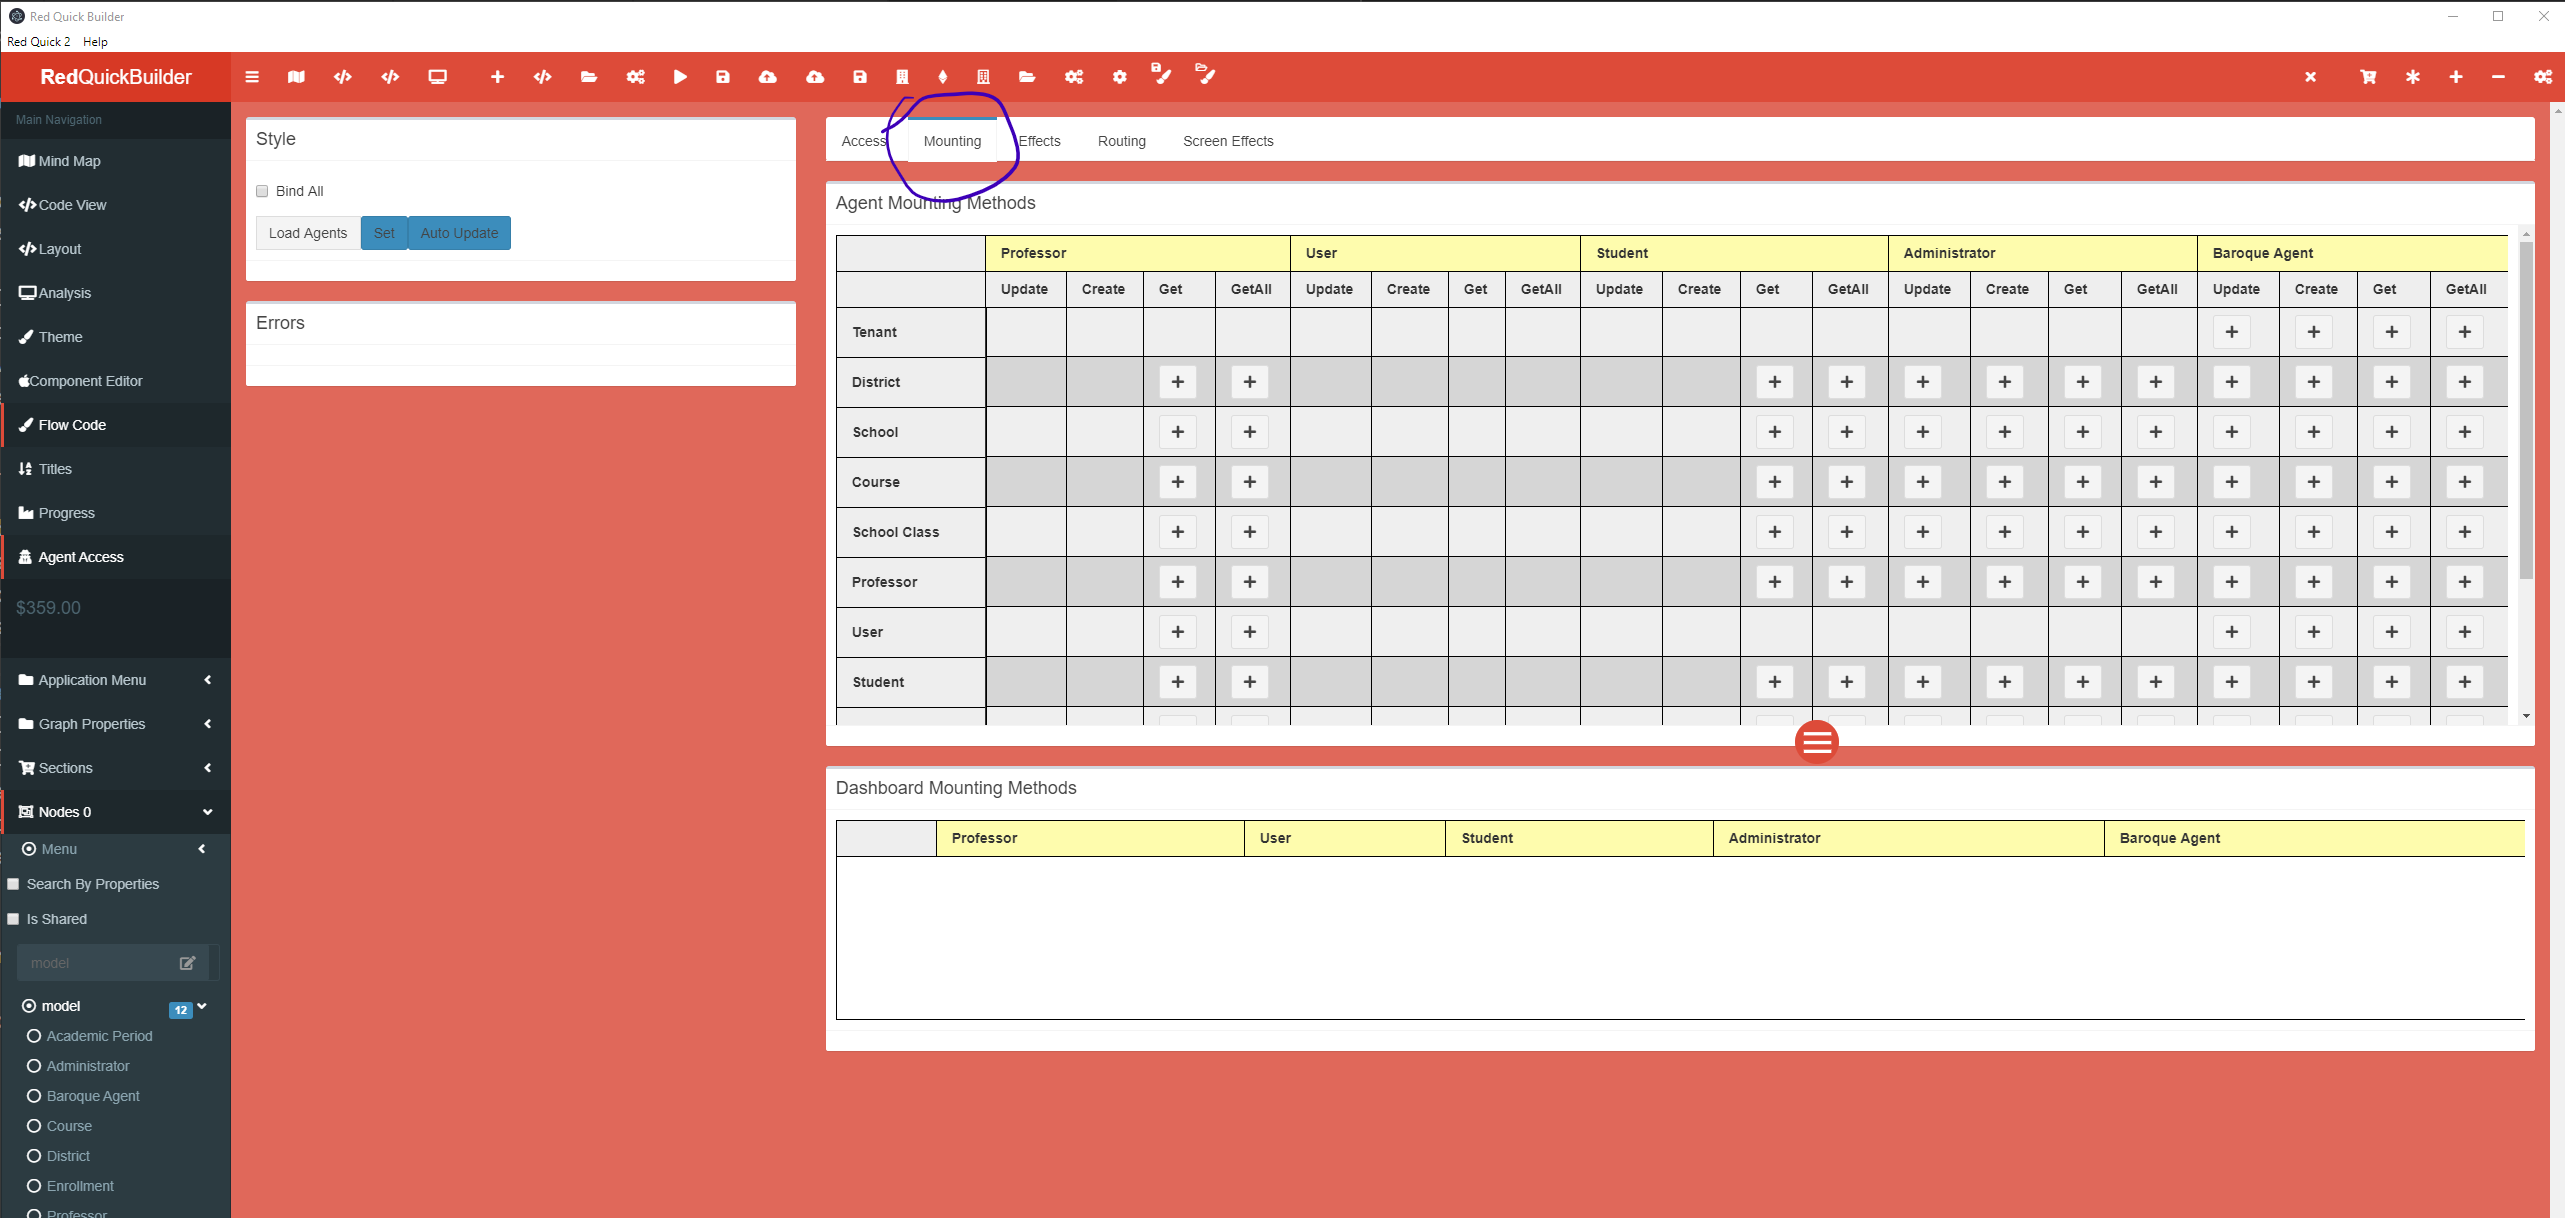 Red Quick Builder
Red Quick 2 Help
RedQuickBuilder
Main Navigation
Mind Map
Code View
Layout
Analysis
Theme
Component Editor
Flow Code
Titles
Progress
Agent Access
$359.00
Application Menu
Graph Properties
Sections
Nodes 0
Menu
Search By Properties
Is Shared
model
model 12
Academic Period
Administrator
Baroque Agent
Course
District
Enrollment
Professor
Style
Bind All
Load Agents Set Auto Update
Errors
Access Mounting Effects Routing Screen Effects
Agent Mounting Methods
Professor User Student Administrator Baroque Agent
Update Create Get GetAll Update Create Get GetAll Update Create Get GetAll Update Create Get GetAll Update Create Get GetAll
Tenant
District
School
Course
School Class
Professor
User
Student
Dashboard Mounting Methods
Professor User Student Administrator Baroque Agent